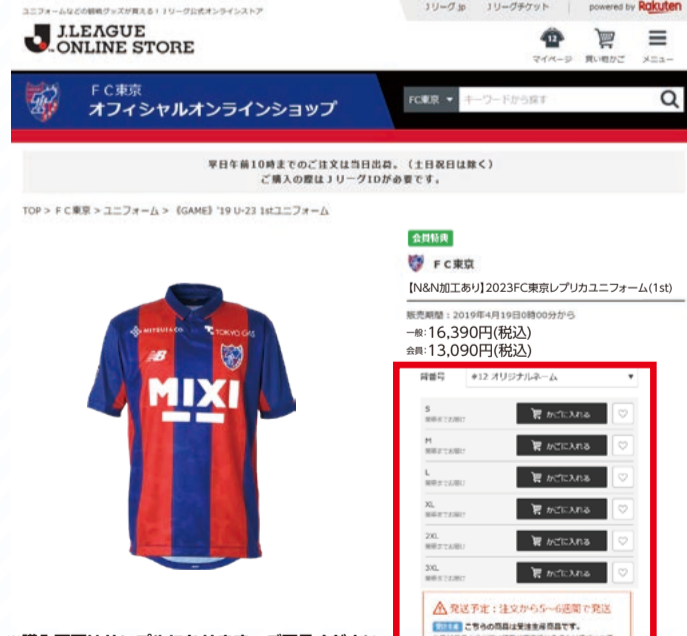 ユニフォームなどの観戦グッズが買える！Jリーグ公式オンラインストア
Jリーグ.jp Jリーグチケット powered by Rakuten
J.LEAGUE
ONLINE STORE
12
マイページ 買い物かご メニュー
FC東京
オフィシャルオンラインショップ
FC東京 キーワードから探す
平日午前10時までのご注文は当日出荷。（土日祝日は除く）
ご購入の際はJリーグIDが必要です。
TOP > FC東京 > ユニフォーム > 《GAME》'19 U-23 1stユニフォーム
会員特典
FC東京
【N&N加工あり】2023FC東京レプリカユニフォーム(1st)
販売期間：2019年4月19日0時00分から
一般:16,390円(税込)
会員:13,090円(税込)
MITSUI&CO TOKYO GAS
MIXI
背番号 #12 オリジナルネーム
S
かごに入れる
M
かごに入れる
L
かごに入れる
XL
かごに入れる
2XL
かごに入れる
3XL
かごに入れる
発送予定：注文から5～6週間で発送
受注生産 こちらの商品は受注生産商品です。